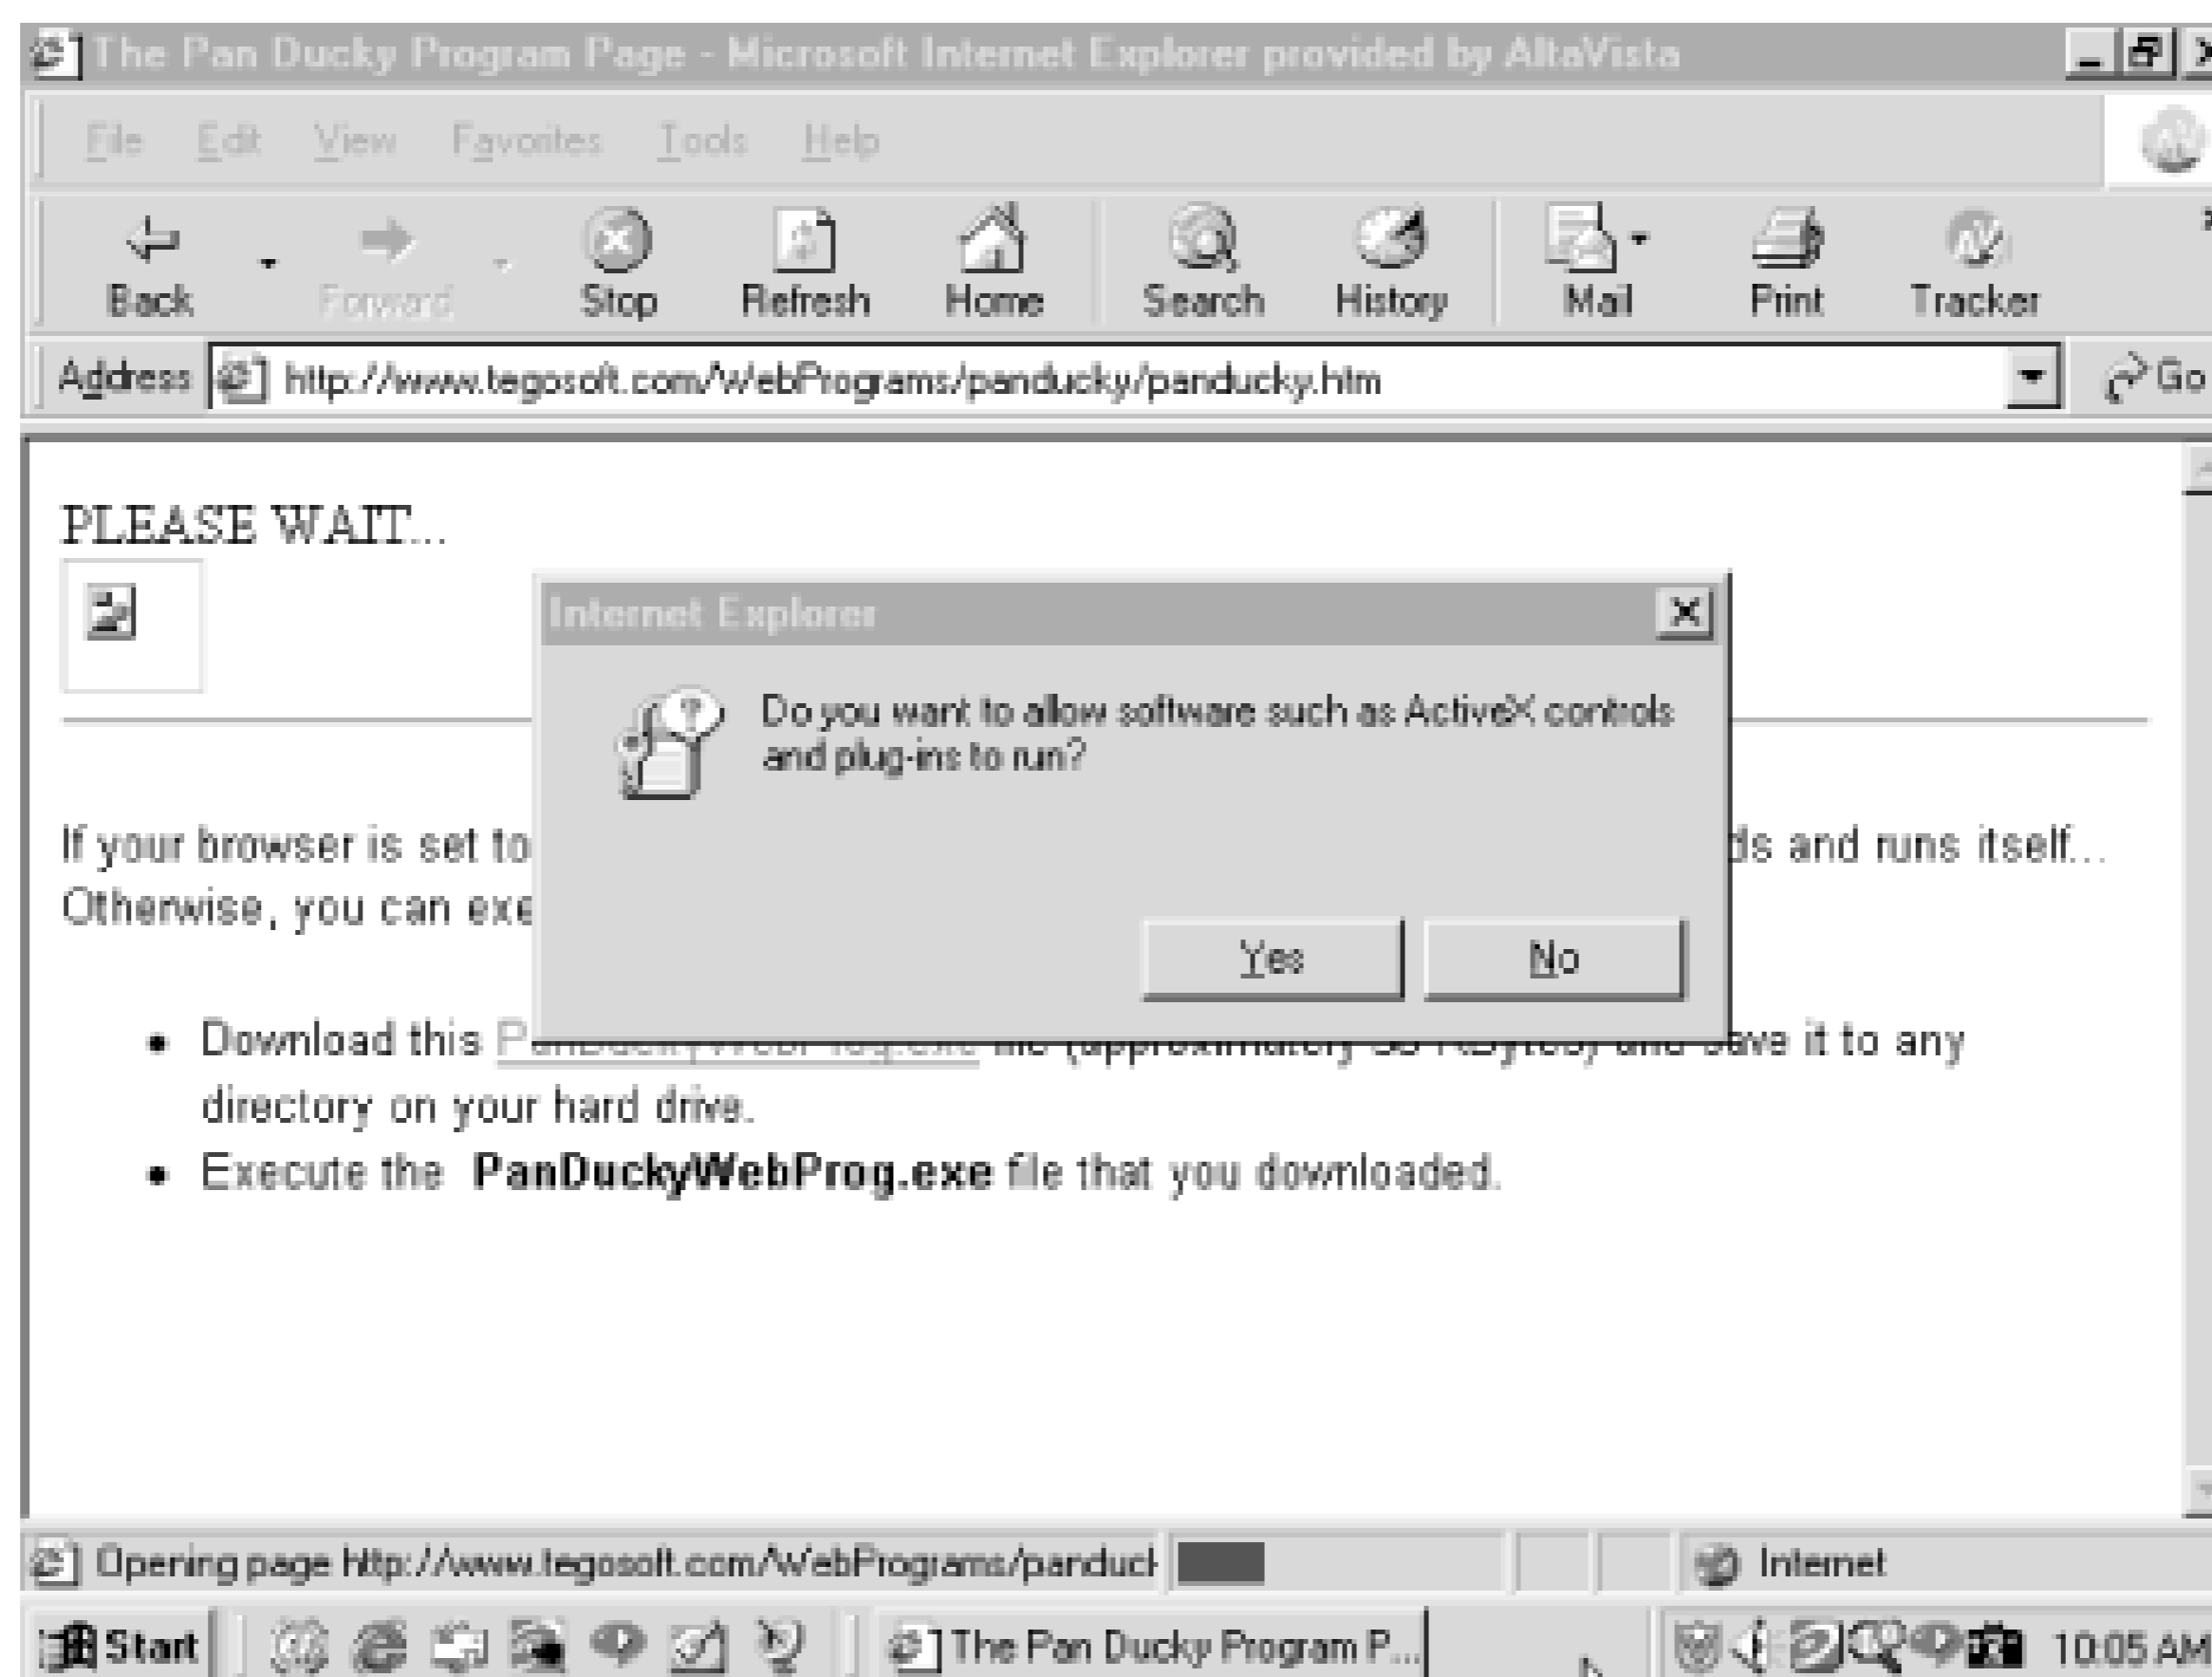 The Pan Ducky Program Page - Microsoft Internet Explorer provided by AltaVista
File Edit View Favorites Tools Help
Back Forward Stop Refresh Home Search History Mail Print Tracker
Address http://www.tegosoft.com/WebPrograms/panducky/panducky.htm Go
PLEASE WAIT...
Internet Explorer
Do you want to allow software such as ActiveX controls
and plug-ins to run?
Yes No
If your browser is set to and runs itself...
Otherwise, you can
• Download this PanDuckyWebProg.exe file (approximately KBytes) and save it to any
directory on your hard drive.
• Execute the PanDuckyWebProg.exe file that you downloaded.
Opening page http://www.tegosoft.com/WebPrograms/panduck Internet
Start The Pan Ducky Program P... 10:05 AM